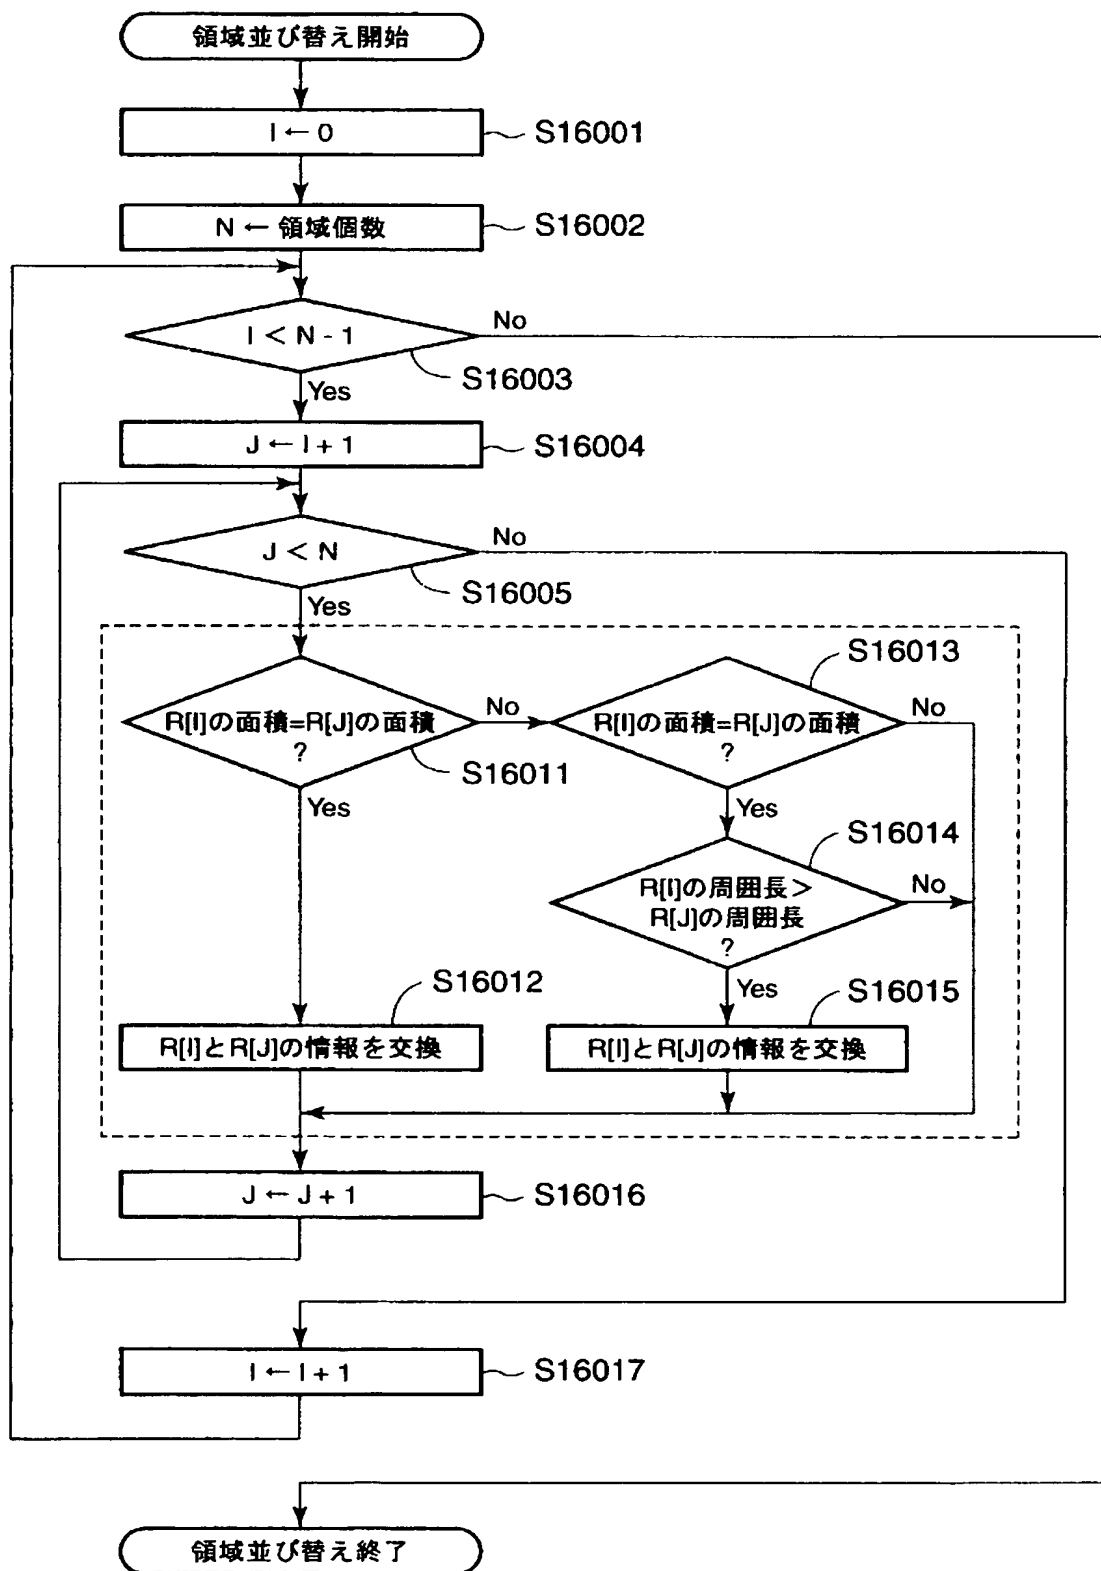 領域並び替え開始
I ← 0
S16001
N ← 領域個数
S16002
I < N - 1
No
S16003
Yes
J ← I + 1
S16004
J < N
No
S16005
Yes
R[I]の面積=R[J]の面積
?
S16011
No
Yes
S16013
R[I]の面積=R[J]の面積
?
No
Yes
S16014
R[I]の周囲長>
R[J]の周囲長
?
No
Yes
S16012
R[I]とR[J]の情報を交換
S16015
R[I]とR[J]の情報を交換
J ← J + 1
S16016
I ← I + 1
S16017
領域並び替え終了